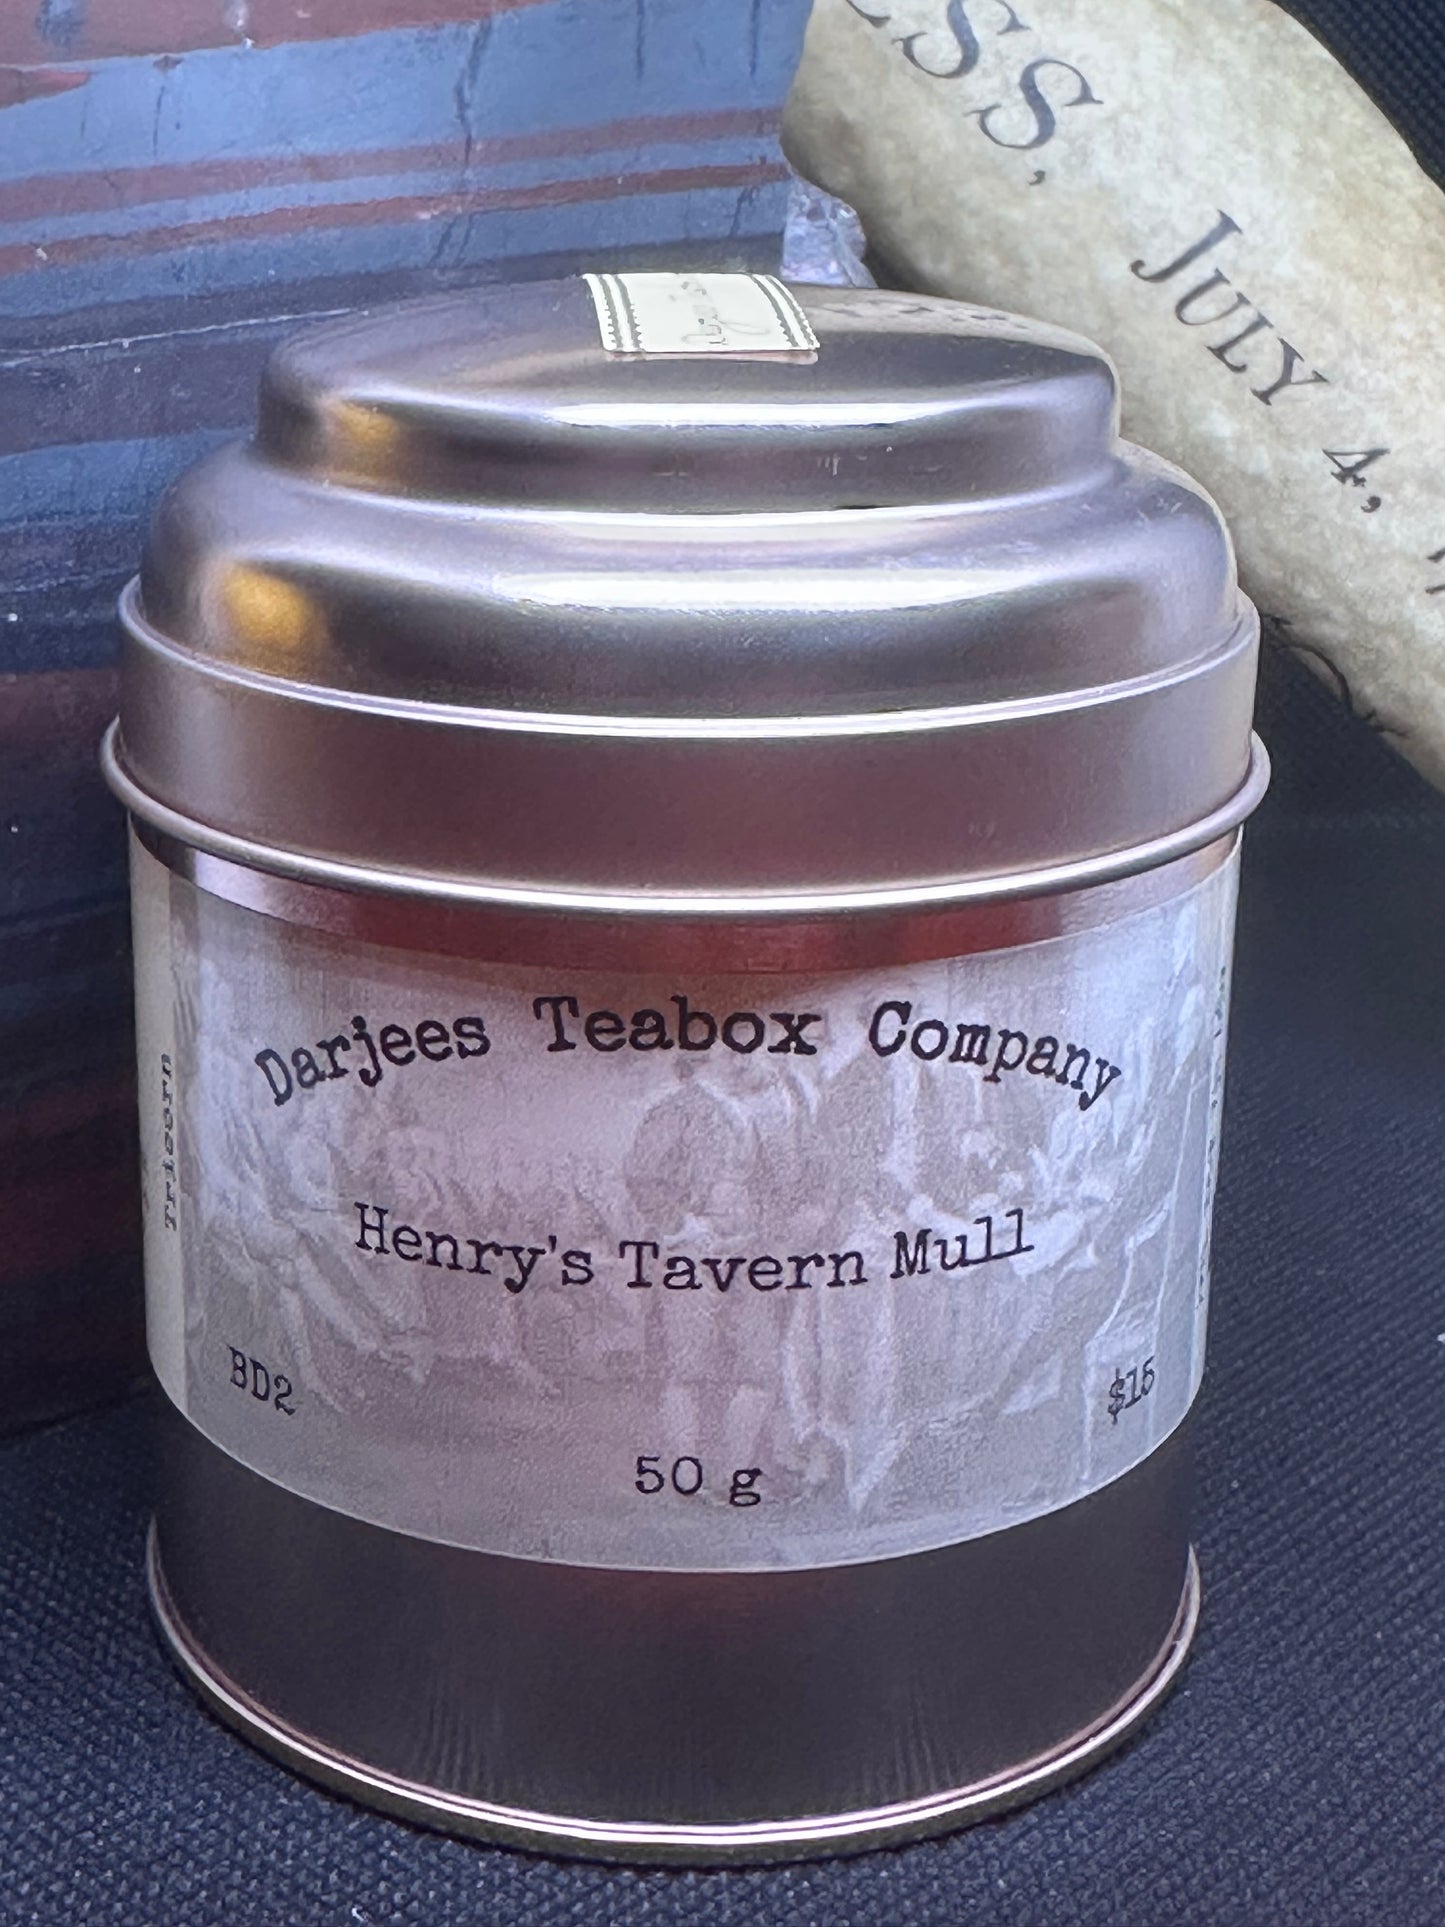 JULY 4,
Darjees Teabox Company
Henry's Tavern Mull
BD2
$15
50 g